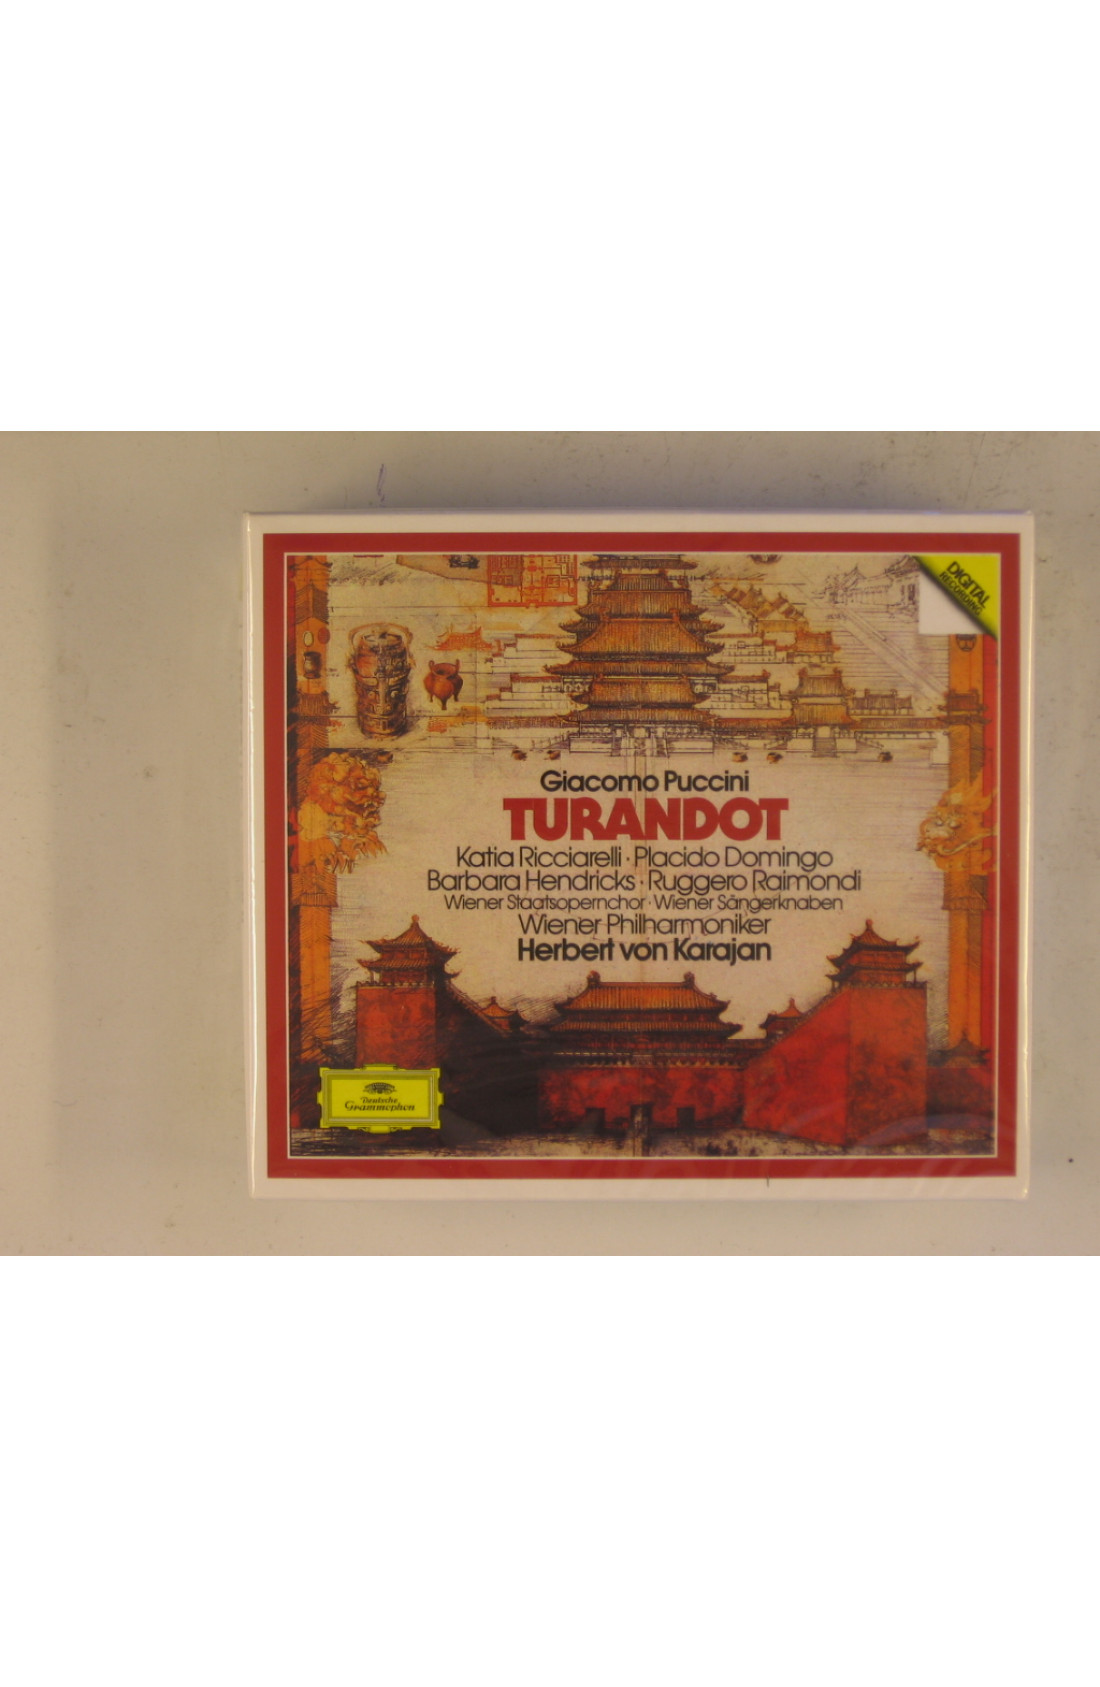 DIGITAL
RECORDING
Giacomo Puccini
TURANDOT
Katia Ricciarelli · Placido Domingo
Barbara Hendricks · Ruggero Raimondi
Wiener Staatsopernchor · Wiener Sängerknaben
Wiener Philharmoniker
Herbert von Karajan
Deutsche
Grammophon